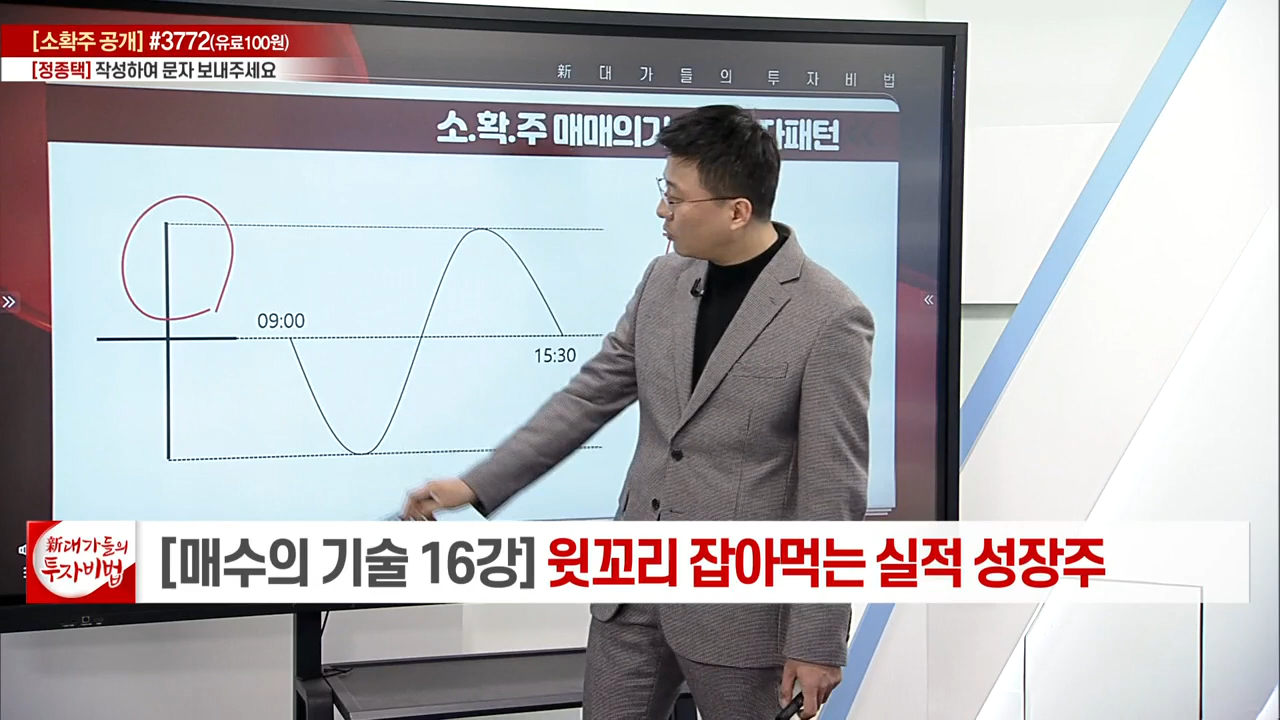 [소확주 공개] #3772(유료100원)
[정종택] 작성하여 문자 보내주세요
新 대 가 들 의 투 자 비 법
소.확.주 매매의 패턴
09:00
15:30
新대가들의
투자비법
[매수의 기술 16강] 윗꼬리 잡아먹는 실적 성장주